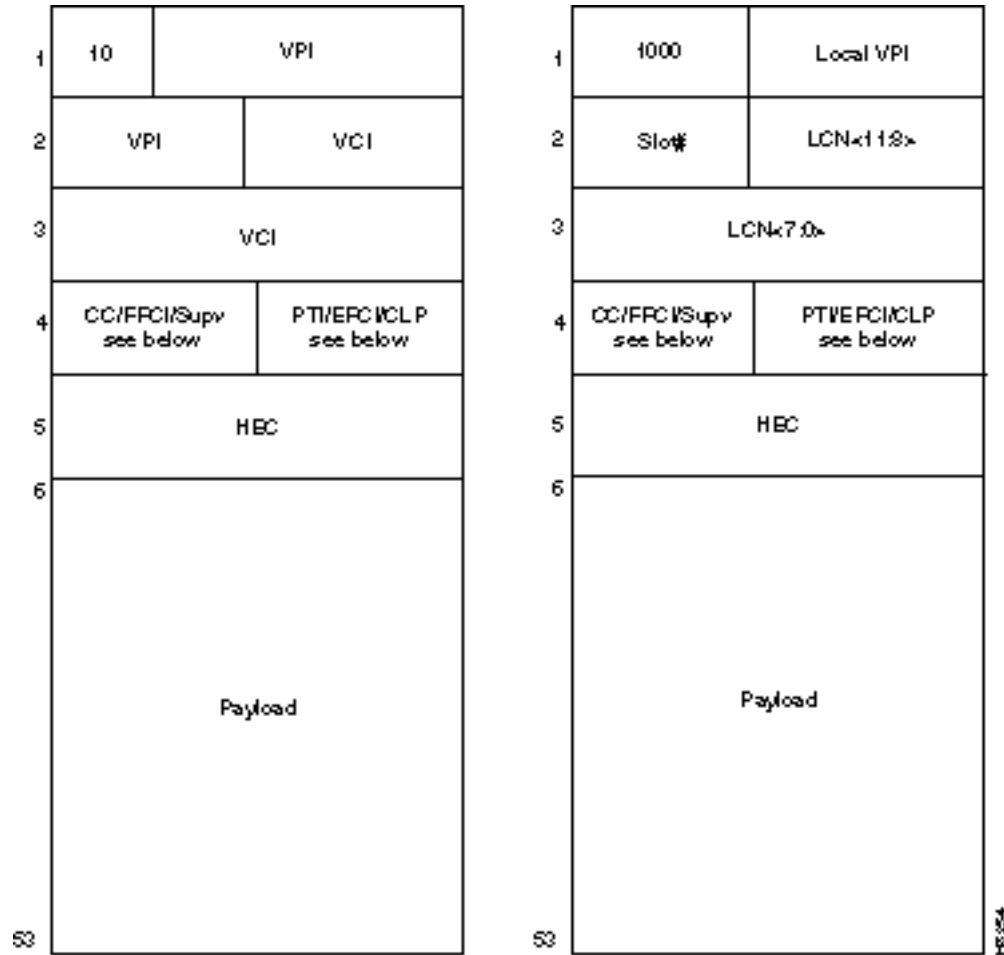 1 10 VPI
2 VPI VCI
3 VCI
4 CC/FFCI/Supv PTI/EFCI/CLP
see below see below
5 HEC
6
Payload
53
1 1000 Local VPI
2 Slot# LCN<11:8>
3 LCN<7:0>
4 CC/FFCI/Supv PTI/EFCI/CLP
see below see below
5 HEC
6
Payload
53